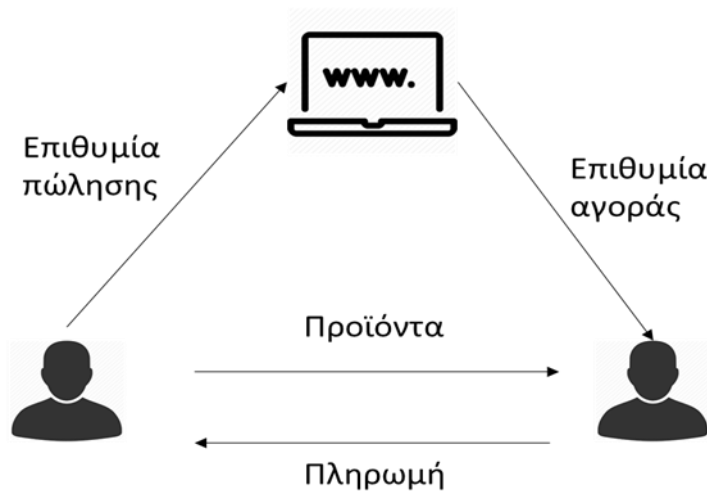 www.
Επιθυμία
πώλησης
Επιθυμία
αγοράς
Προϊόντα
Πληρωμή